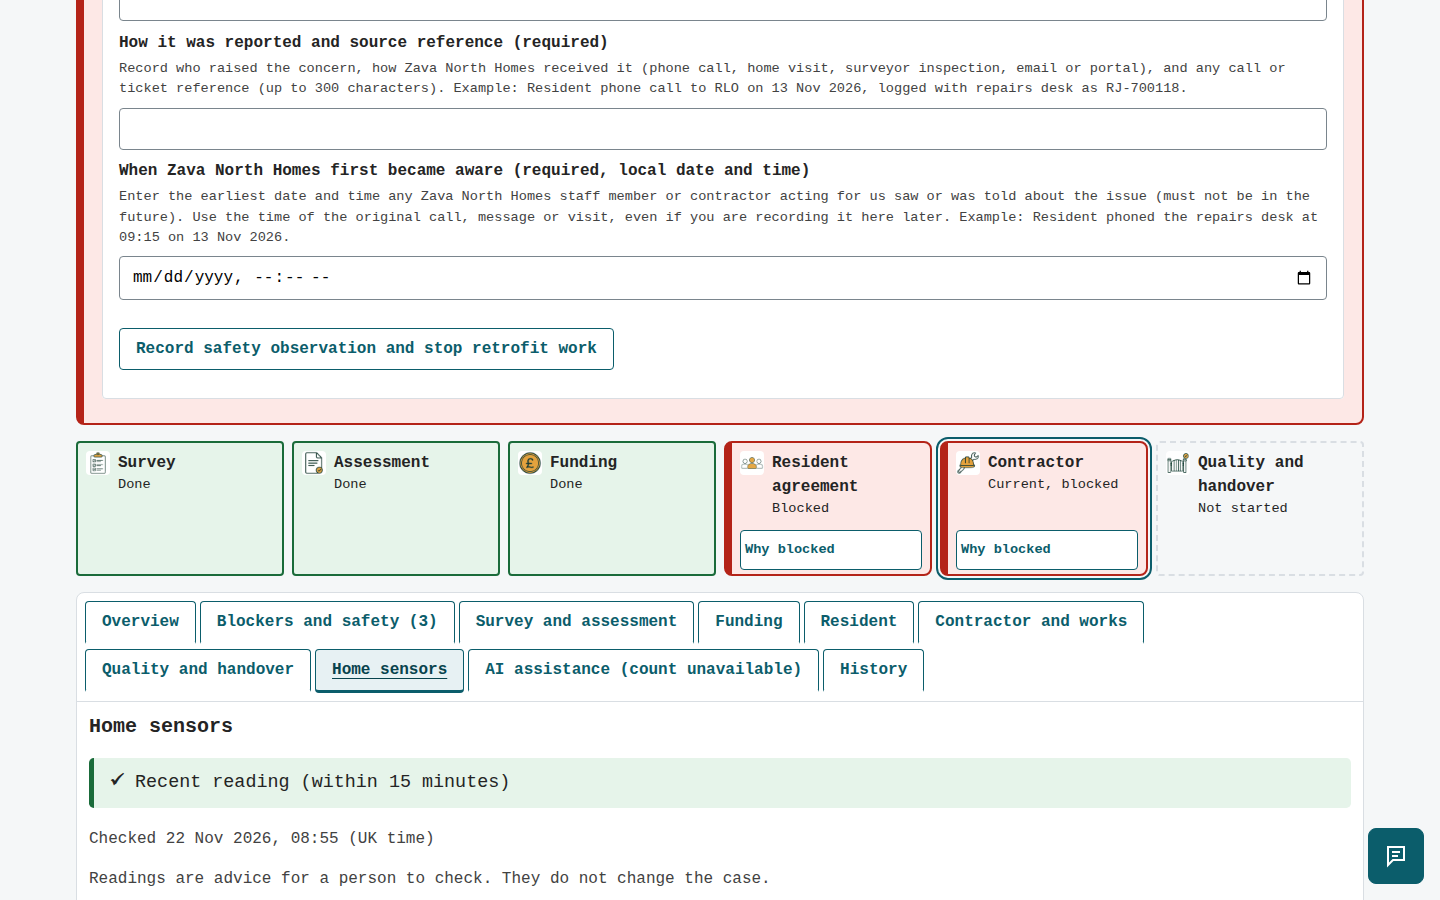 How it was reported and source reference (required)
Record who raised the concern, how Zava North Homes received it (phone call, home visit, surveyor inspection, email or portal), and any call or
ticket reference (up to 300 characters). Example: Resident phone call to RLO on 13 Nov 2026, logged with repairs desk as RJ-700118.
When Zava North Homes first became aware (required, local date and time)
Enter the earliest date and time any Zava North Homes staff member or contractor acting for us saw or was told about the issue (must not be in the
future). Use the time of the original call, message or visit, even if you are recording it here later. Example: Resident phoned the repairs desk at
09:15 on 13 Nov 2026.
mm/dd/yyyy, --:-- --
Record safety observation and stop retrofit work
Survey
Done
Assessment
Done
Funding
Done
Resident
agreement
Blocked
Why blocked
Contractor
Current, blocked
Why blocked
Quality and
handover
Not started
Overview
Blockers and safety (3)
Survey and assessment
Funding
Resident
Contractor and works
Quality and handover
Home sensors
AI assistance (count unavailable)
History
Home sensors
✓ Recent reading (within 15 minutes)
Checked 22 Nov 2026, 08:55 (UK time)
Readings are advice for a person to check. They do not change the case.